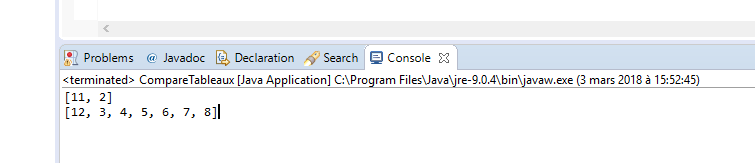 Problems @ Javadoc Declaration Search Console
<terminated> CompareTableaux [Java Application] C:\Program Files\Java\jre-9.0.4\bin\javaw.exe (3 mars 2018 à 15:52:45)
[11, 2]
[12, 3, 4, 5, 6, 7, 8]